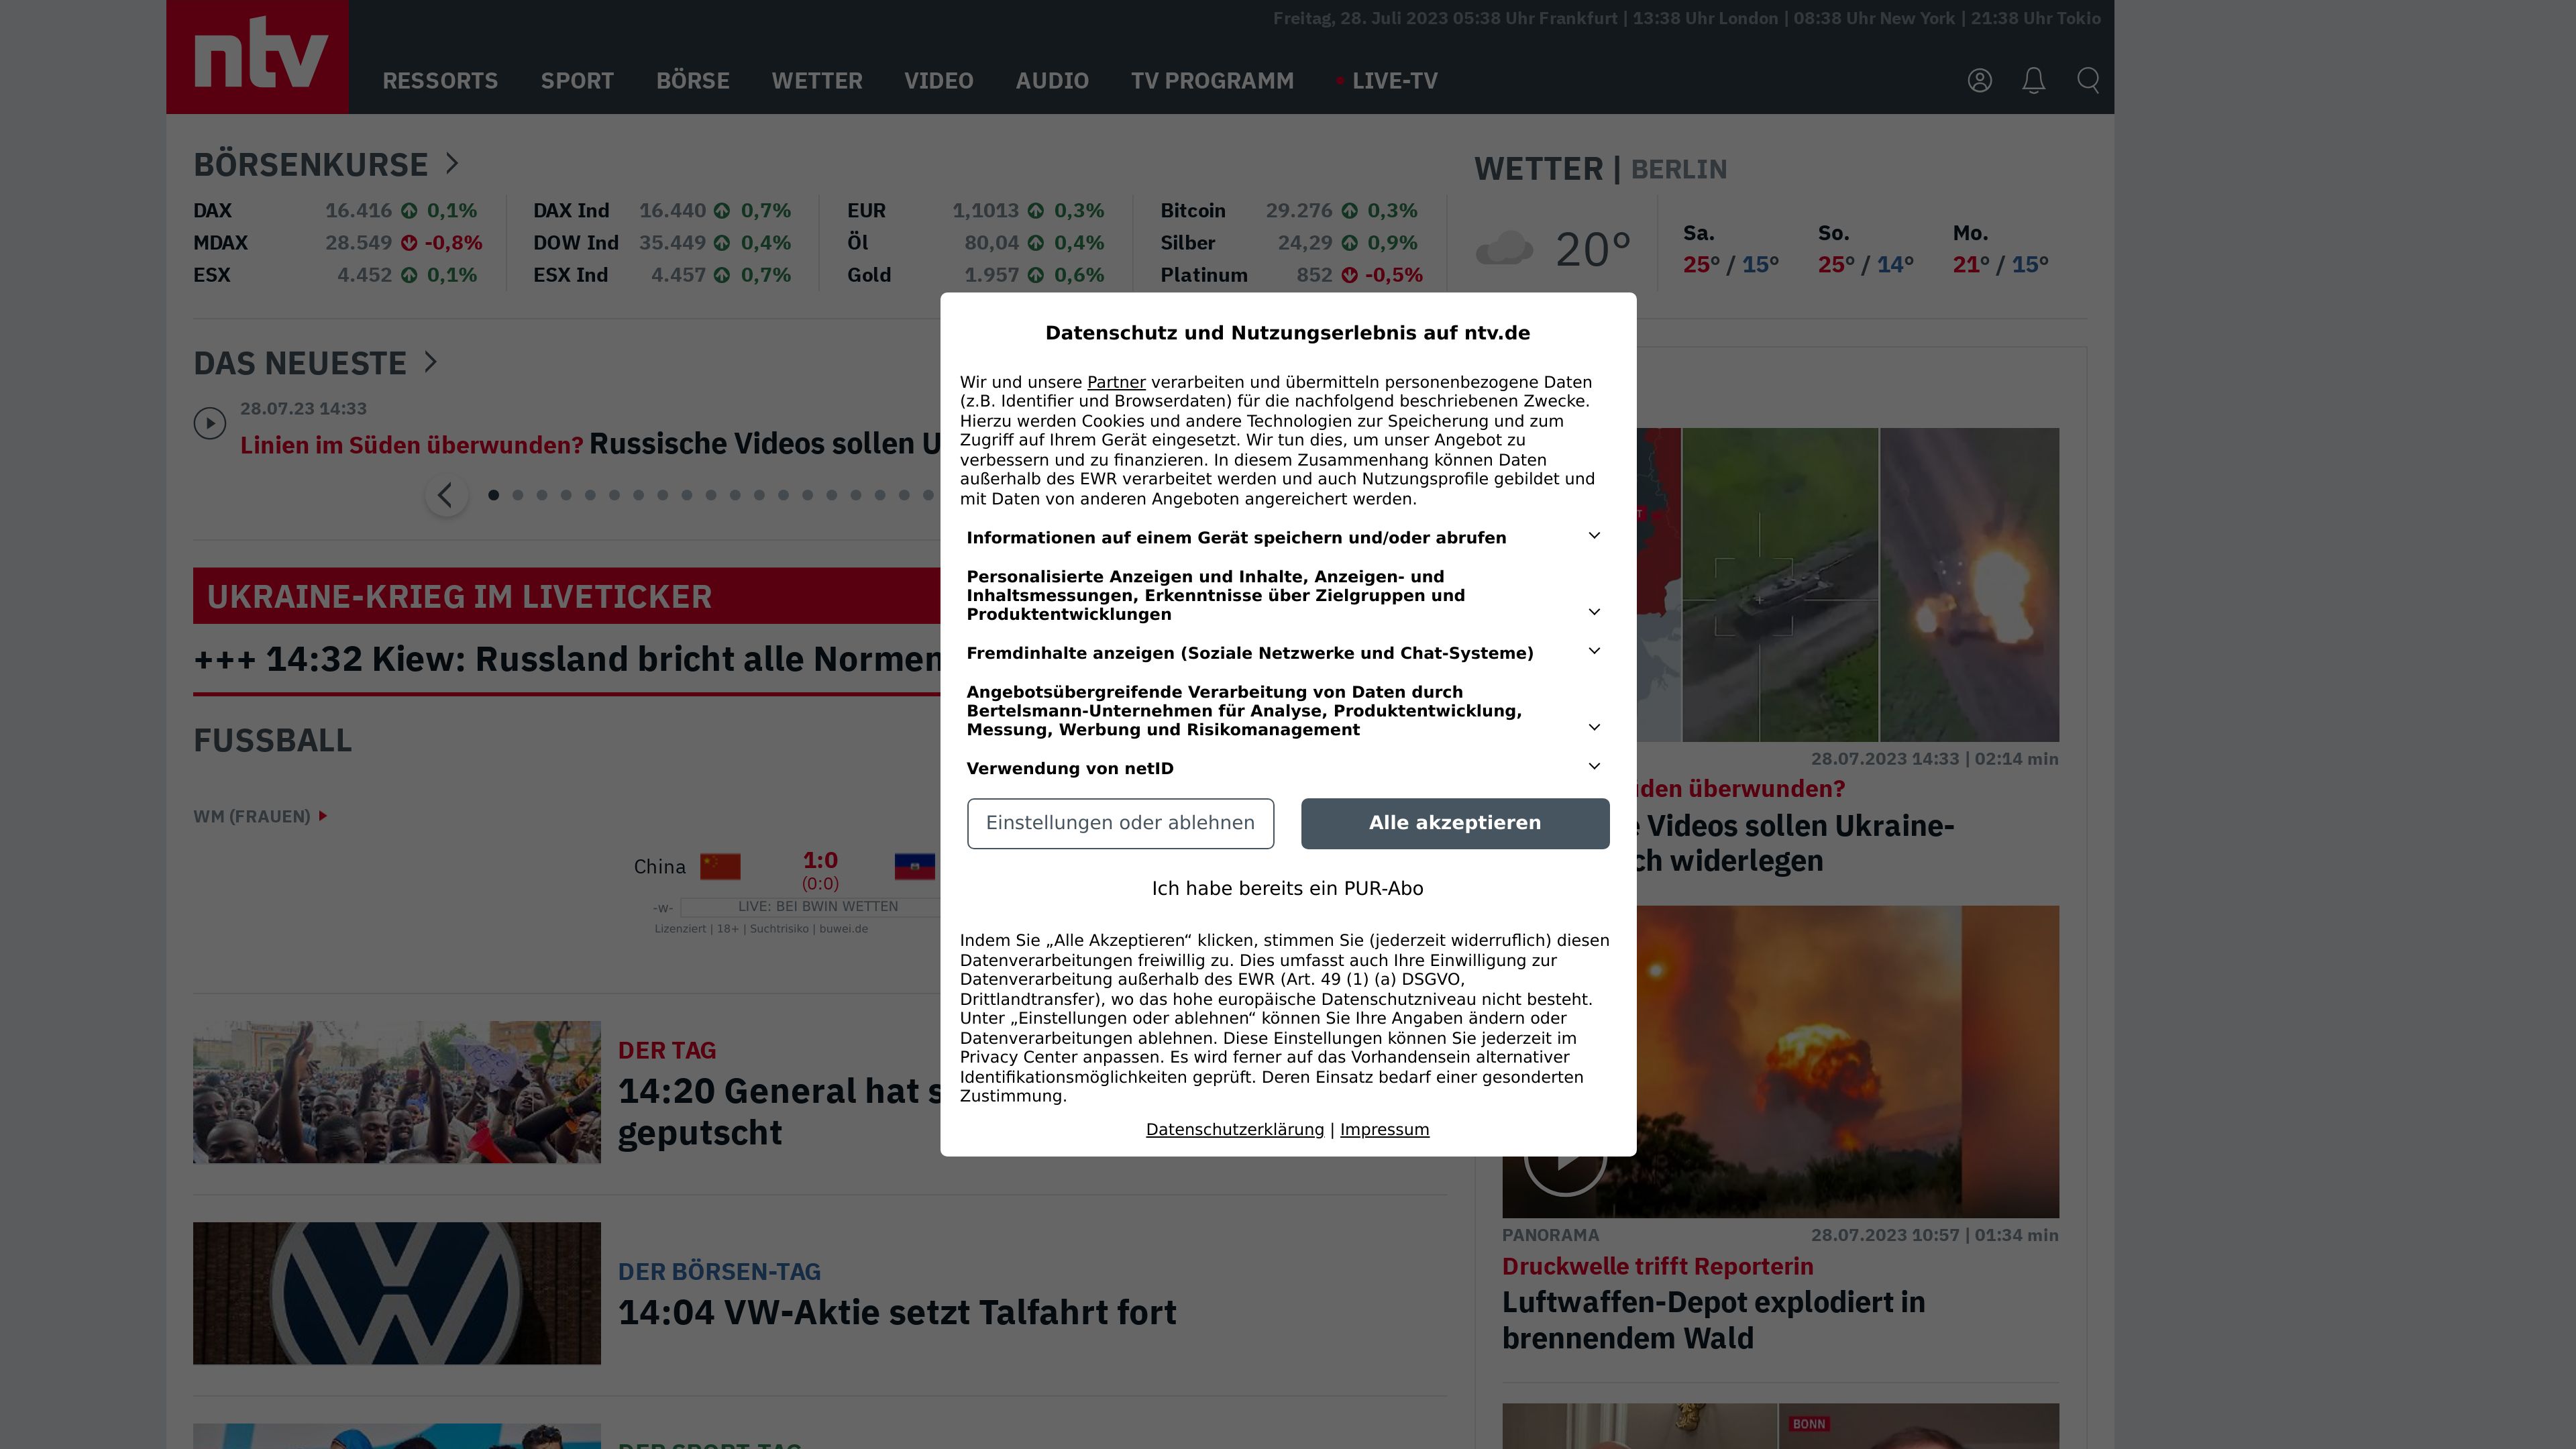 ntv
Freitag, 28. Juli 2023 05:38 Uhr Frankfurt | 13:38 Uhr London | 08:38 Uhr New York | 21:38 Uhr Tokio
RESSORTS SPORT BÖRSE WETTER VIDEO AUDIO TV PROGRAMM LIVE-TV
BÖRSENKURSE
DAX 16.416 0,1%
MDAX 28.549 -0,8%
ESX 4.452 0,1%
DAX Ind 16.440 0,7%
DOW Ind 35.449 0,4%
ESX Ind 4.457 0,7%
EUR 1,1013 0,3%
Öl 80,04 0,4%
Gold 1.957 0,6%
Bitcoin 29.276 0,3%
Silber 24,29 0,9%
Platinum 852 -0,5%
WETTER | BERLIN
20°
Sa. So. Mo.
25° / 15° 25° / 14° 21° / 15°
DAS NEUESTE
28.07.23 14:33
Linien im Süden überwunden? Russische Videos sollen U
UKRAINE-KRIEG IM LIVETICKER
+++ 14:32 Kiew: Russland bricht alle Normen
FUSSBALL
WM (FRAUEN)
China 1:0
(0:0)
-w- LIVE: BEI BWIN WETTEN
Lizenziert | 18+ | Suchtrisiko | buwei.de
DER TAG
14:20 General hat s
geputscht
DER BÖRSEN-TAG
14:04 VW-Aktie setzt Talfahrt fort
Datenschutz und Nutzungserlebnis auf ntv.de
Wir und unsere Partner verarbeiten und übermitteln personenbezogene Daten
(z.B. Identifier und Browserdaten) für die nachfolgend beschriebenen Zwecke.
Hierzu werden Cookies und andere Technologien zur Speicherung und zum
Zugriff auf Ihrem Gerät eingesetzt. Wir tun dies, um unser Angebot zu
verbessern und zu finanzieren. In diesem Zusammenhang können Daten
außerhalb des EWR verarbeitet werden und auch Nutzungsprofile gebildet und
mit Daten von anderen Angeboten angereichert werden.
Informationen auf einem Gerät speichern und/oder abrufen
Personalisierte Anzeigen und Inhalte, Anzeigen- und
Inhaltsmessungen, Erkenntnisse über Zielgruppen und
Produktentwicklungen
Fremdinhalte anzeigen (Soziale Netzwerke und Chat-Systeme)
Angebotsübergreifende Verarbeitung von Daten durch
Bertelsmann-Unternehmen für Analyse, Produktentwicklung,
Messung, Werbung und Risikomanagement
Verwendung von netID
Einstellungen oder ablehnen Alle akzeptieren
Ich habe bereits ein PUR-Abo
Indem Sie „Alle Akzeptieren“ klicken, stimmen Sie (jederzeit widerruflich) diesen
Datenverarbeitungen freiwillig zu. Dies umfasst auch Ihre Einwilligung zur
Datenverarbeitung außerhalb des EWR (Art. 49 (1) (a) DSGVO,
Drittlandtransfer), wo das hohe europäische Datenschutzniveau nicht besteht.
Unter „Einstellungen oder ablehnen“ können Sie Ihre Angaben ändern oder
Datenverarbeitungen ablehnen. Diese Einstellungen können Sie jederzeit im
Privacy Center anpassen. Es wird ferner auf das Vorhandensein alternativer
Identifikationsmöglichkeiten geprüft. Deren Einsatz bedarf einer gesonderten
Zustimmung.
Datenschutzerklärung | Impressum
28.07.2023 14:33 | 02:14 min
den überwunden?
Videos sollen Ukraine-
ch widerlegen
PANORAMA 28.07.2023 10:57 | 01:34 min
Druckwelle trifft Reporterin
Luftwaffen-Depot explodiert in
brennendem Wald
BONN